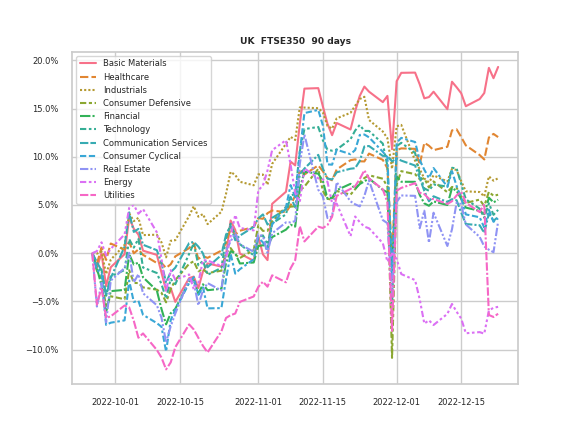 UK  FTSE350  90 days
20.0%
15.0%
10.0%
5.0%
0.0%
−5.0%
−10.0%
Basic Materials
Healthcare
Industrials
Consumer Defensive
Financial
Technology
Communication Services
Consumer Cyclical
Real Estate
Energy
Utilities
2022-10-01
2022-10-15
2022-11-01
2022-11-15
2022-12-01
2022-12-15